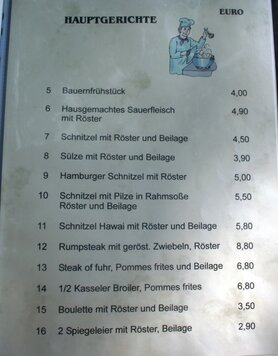 HAUPTGERICHTE EURO
5 Bauernfrühstück 4,00
6 Hausgemachtes Sauerfleisch 4,90
mit Röster
7 Schnitzel mit Röster und Beilage 4,50
8 Sülze mit Röster und Beilage 3,90
9 Hamburger Schnitzel mit Röster 5,00
10 Schnitzel mit Pilze in Rahmsoße 5,50
Röster und Beilage
11 Schnitzel Hawai mit Röster und Beilage 5,80
12 Rumpsteak mit geröst. Zwiebeln, Röster 8,80
13 Steak of fuhr, Pommes frites und Beilage 6,80
14 1/2 Kasseler Broiler, Pommes frites 6,80
15 Boulette mit Röster und Beilage 3,50
16 2 Spiegeleier mit Röster, Beilage 2,90